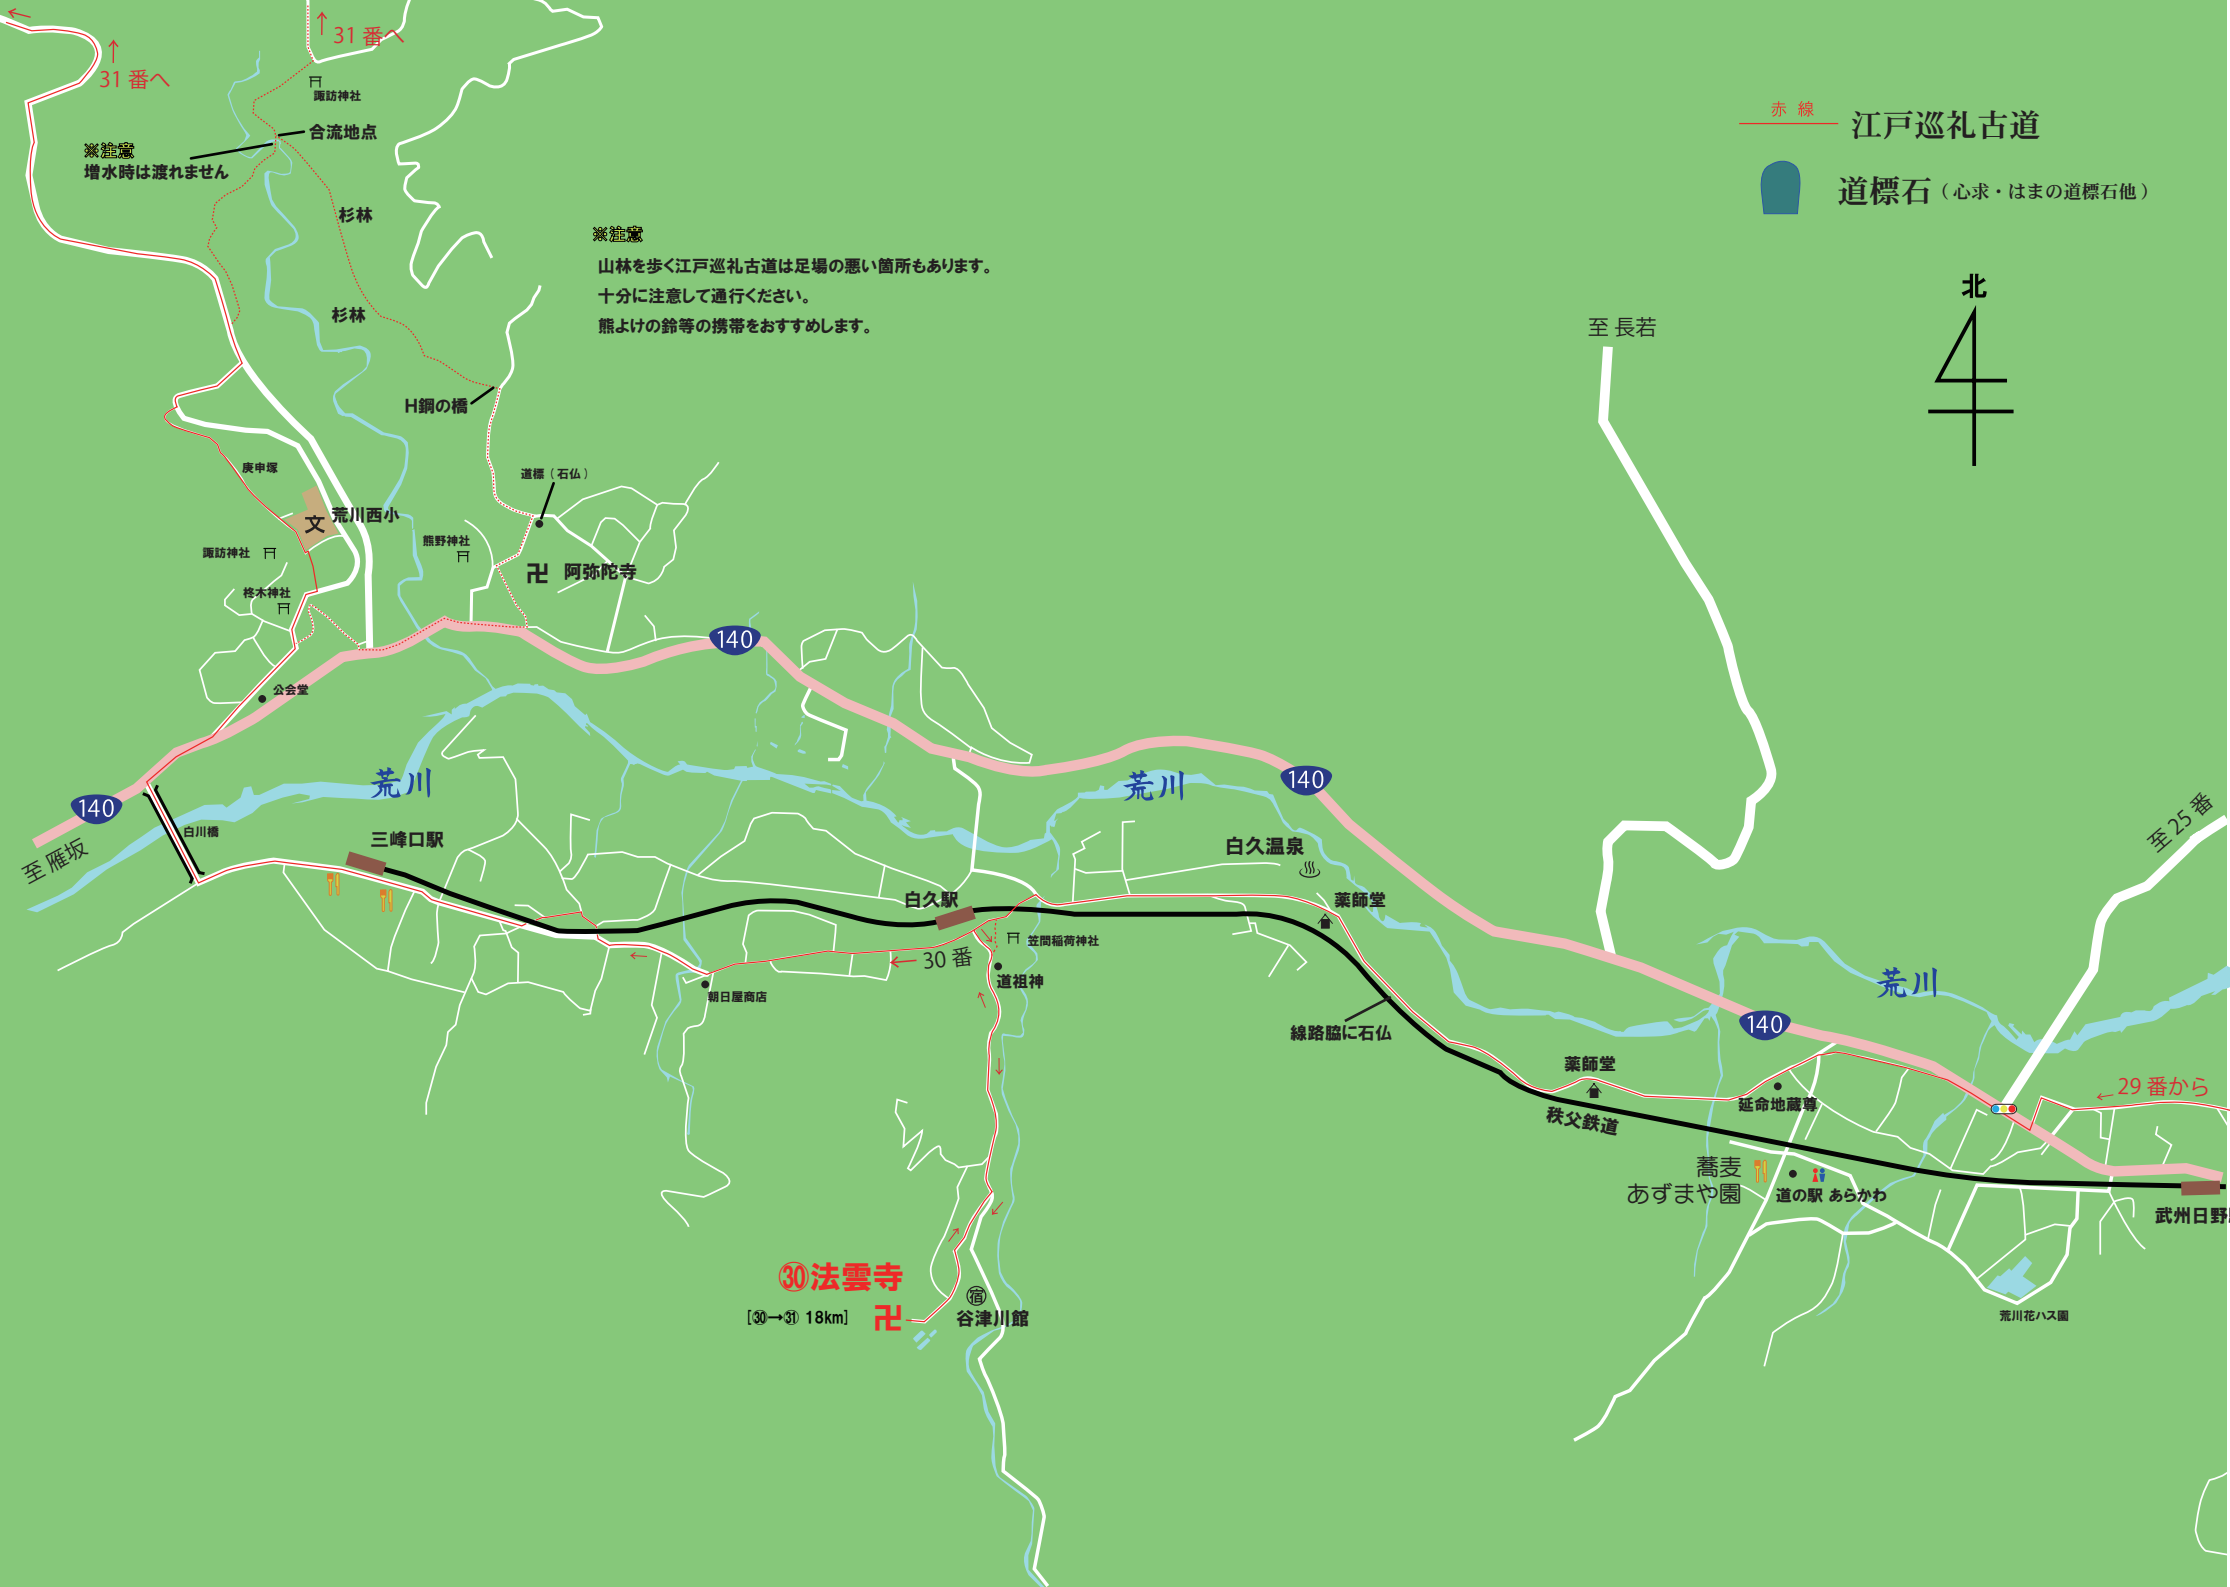 31 番へ
31 番へ
諏訪神社
合流地点
※注意
増水時は渡れません
杉林
杉林
※注意
山林を歩く江戸巡礼古道は足場の悪い箇所もあります。
十分に注意して通行ください。
熊よけの鈴等の携帯をおすすめします。
赤 線
江戸巡礼古道
道標石（心求・はまの道標石他）
北
至 長若
H鋼の橋
庚申塚
道標（石仏）
文
荒川西小
熊野神社
諏訪神社
阿弥陀寺
柊木神社
140
公会堂
荒川
140
白川橋
至 雁坂
三峰口駅
荒川
140
白久温泉
至 25 番
白久駅
薬師堂
笠間稲荷神社
30 番
道祖神
朝日屋商店
荒川
線路脇に石仏
140
薬師堂
秩父鉄道
延命地蔵尊
29 番から
蕎麦
あずまや園
道の駅 あらかわ
武州日野
㉚法雲寺
[㉚→㉛ 18km]
宿
谷津川館
荒川花ハス園